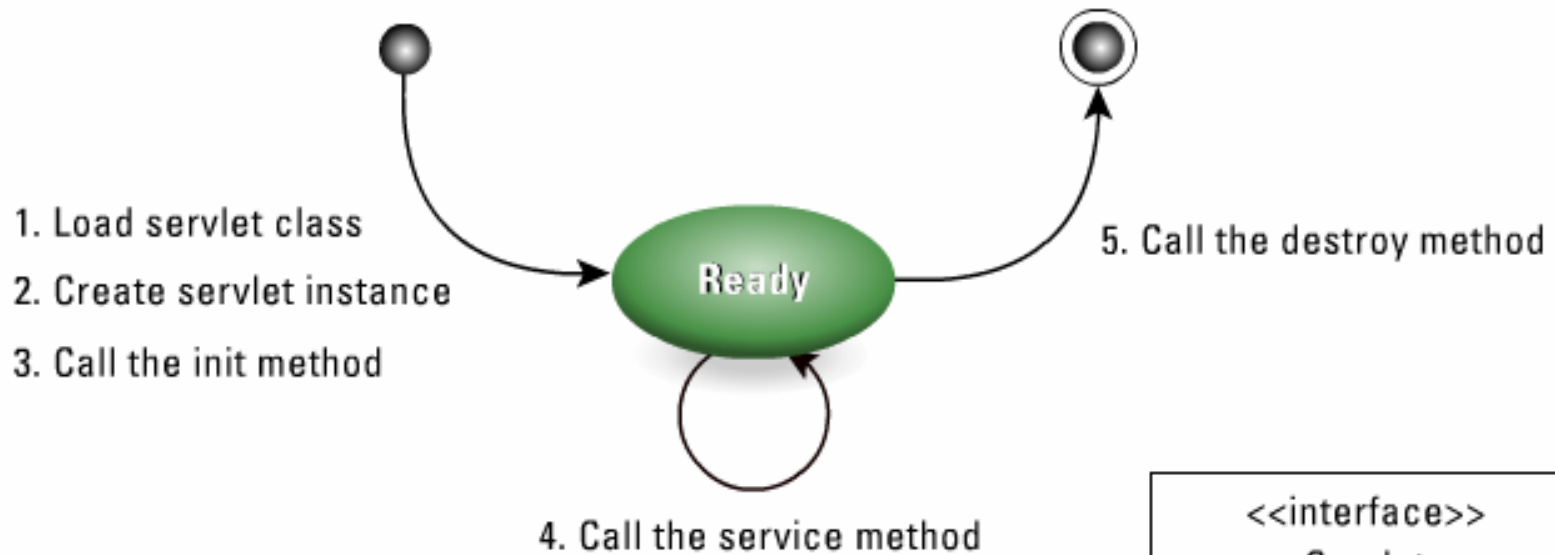 1. Load servlet class
2. Create servlet instance
3. Call the init method
Ready
5. Call the destroy method
4. Call the service method
<<interface>>